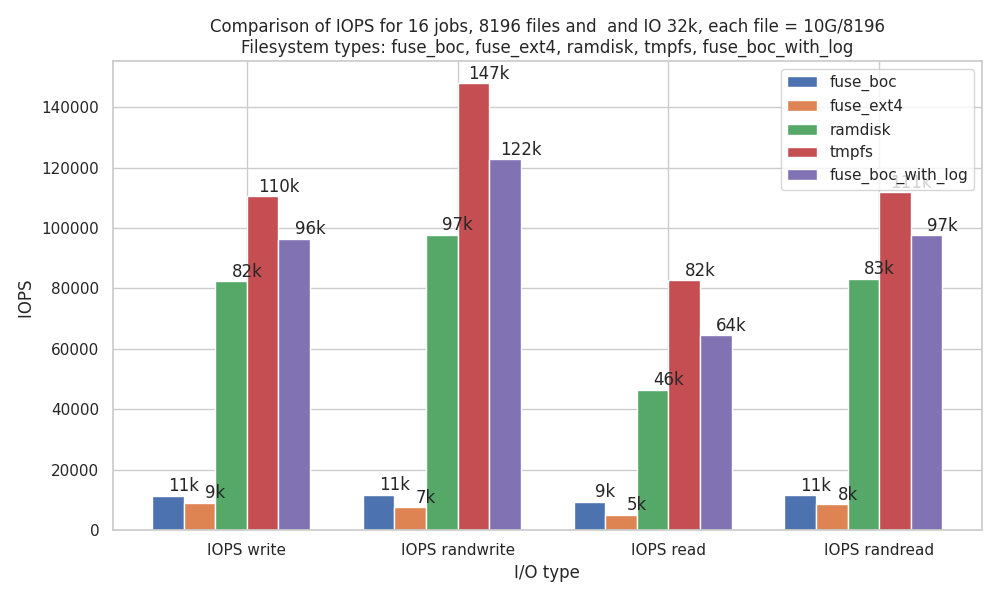 Comparison of IOPS for 16 jobs, 8196 files and  and IO 32k, each file = 10G/8196
Filesystem types: fuse_boc, fuse_ext4, ramdisk, tmpfs, fuse_boc_with_log
fuse_boc
fuse_ext4
ramdisk
tmpfs
fuse_boc_with_log
IOPS
140000
120000
100000
80000
60000
40000
20000
0
11k
9k
82k
110k
96k
11k
7k
97k
147k
122k
9k
5k
46k
82k
64k
11k
8k
83k
111k
97k
IOPS write
IOPS randwrite
IOPS read
IOPS randread
I/O type